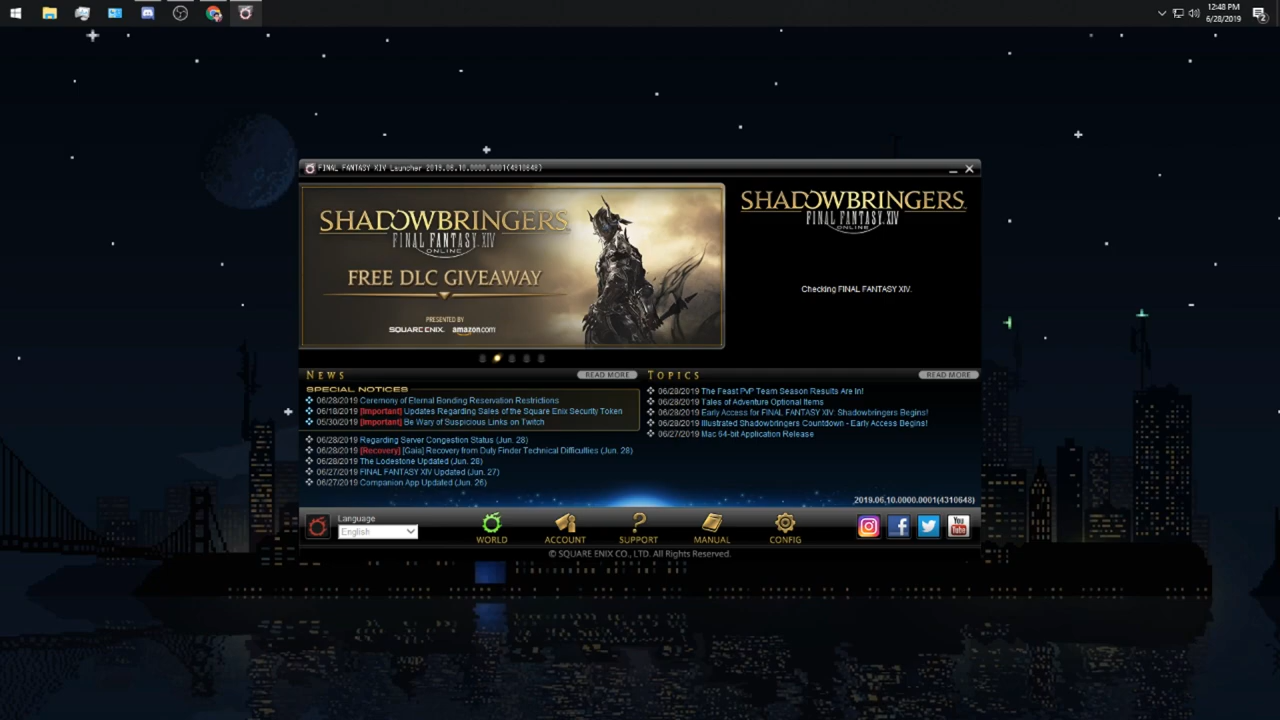 12:48 PM
6/28/2019
2
FINAL FANTASY XIV Launcher 2019.06.10.0000.0001(4310648)
SHADOWBRINGERS
FINAL FANTASY XIV
ONLINE
FREE DLC GIVEAWAY
PRESENTED BY
SQUARE ENIX. amazon.com
SHADOWBRINGERS
FINAL FANTASY XIV
ONLINE
Checking FINAL FANTASY XIV.
NEWS
READ MORE
SPECIAL NOTICES
06/28/2019 Ceremony of Eternal Bonding Reservation Restrictions
06/18/2019 [Important] Updates Regarding Sales of the Square Enix Security Token
05/30/2019 [Important] Be Wary of Suspicious Links on Twitch
06/28/2019 Regarding Server Congestion Status (Jun. 28)
06/28/2019 [Recovery] [Gaia] Recovery from Duty Finder Technical Difficulties (Jun. 28)
06/28/2019 The Lodestone Updated (Jun. 28)
06/27/2019 FINAL FANTASY XIV Updated (Jun. 27)
06/27/2019 Companion App Updated (Jun. 26)
TOPICS
READ MORE
06/28/2019 The Feast PvP Team Season Results Are In!
06/28/2019 Tales of Adventure Optional Items
06/28/2019 Early Access for FINAL FANTASY XIV: Shadowbringers Begins!
06/28/2019 Illustrated Shadowbringers Countdown - Early Access Begins!
06/27/2019 Mac 64-bit Application Release
2019.06.10.0000.0001(4310648)
Language
English
WORLD
ACCOUNT
SUPPORT
MANUAL
CONFIG
You
Tube
© SQUARE ENIX CO., LTD. All Rights Reserved.